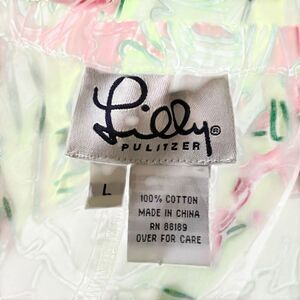 Lilly®
PULITZER
L
100% COTTON
MADE IN CHINA
RN 88189
OVER FOR CARE